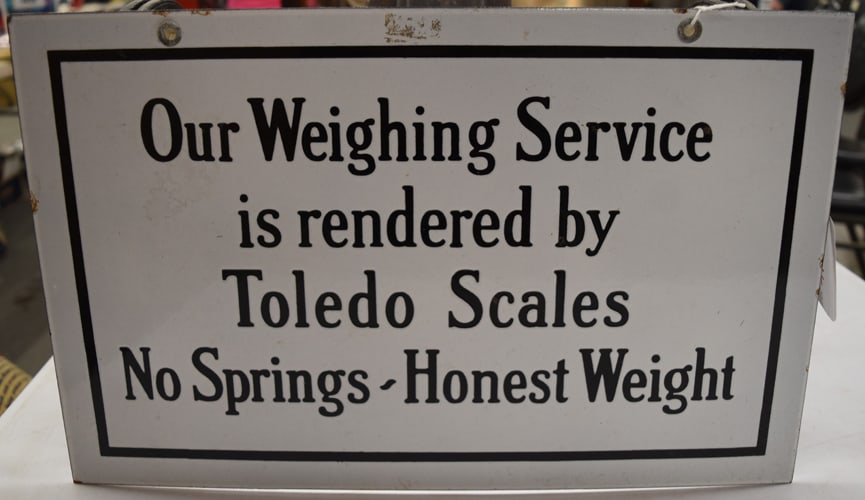 Our Weighing Service
is rendered by
Toledo Scales
No Springs - Honest Weight